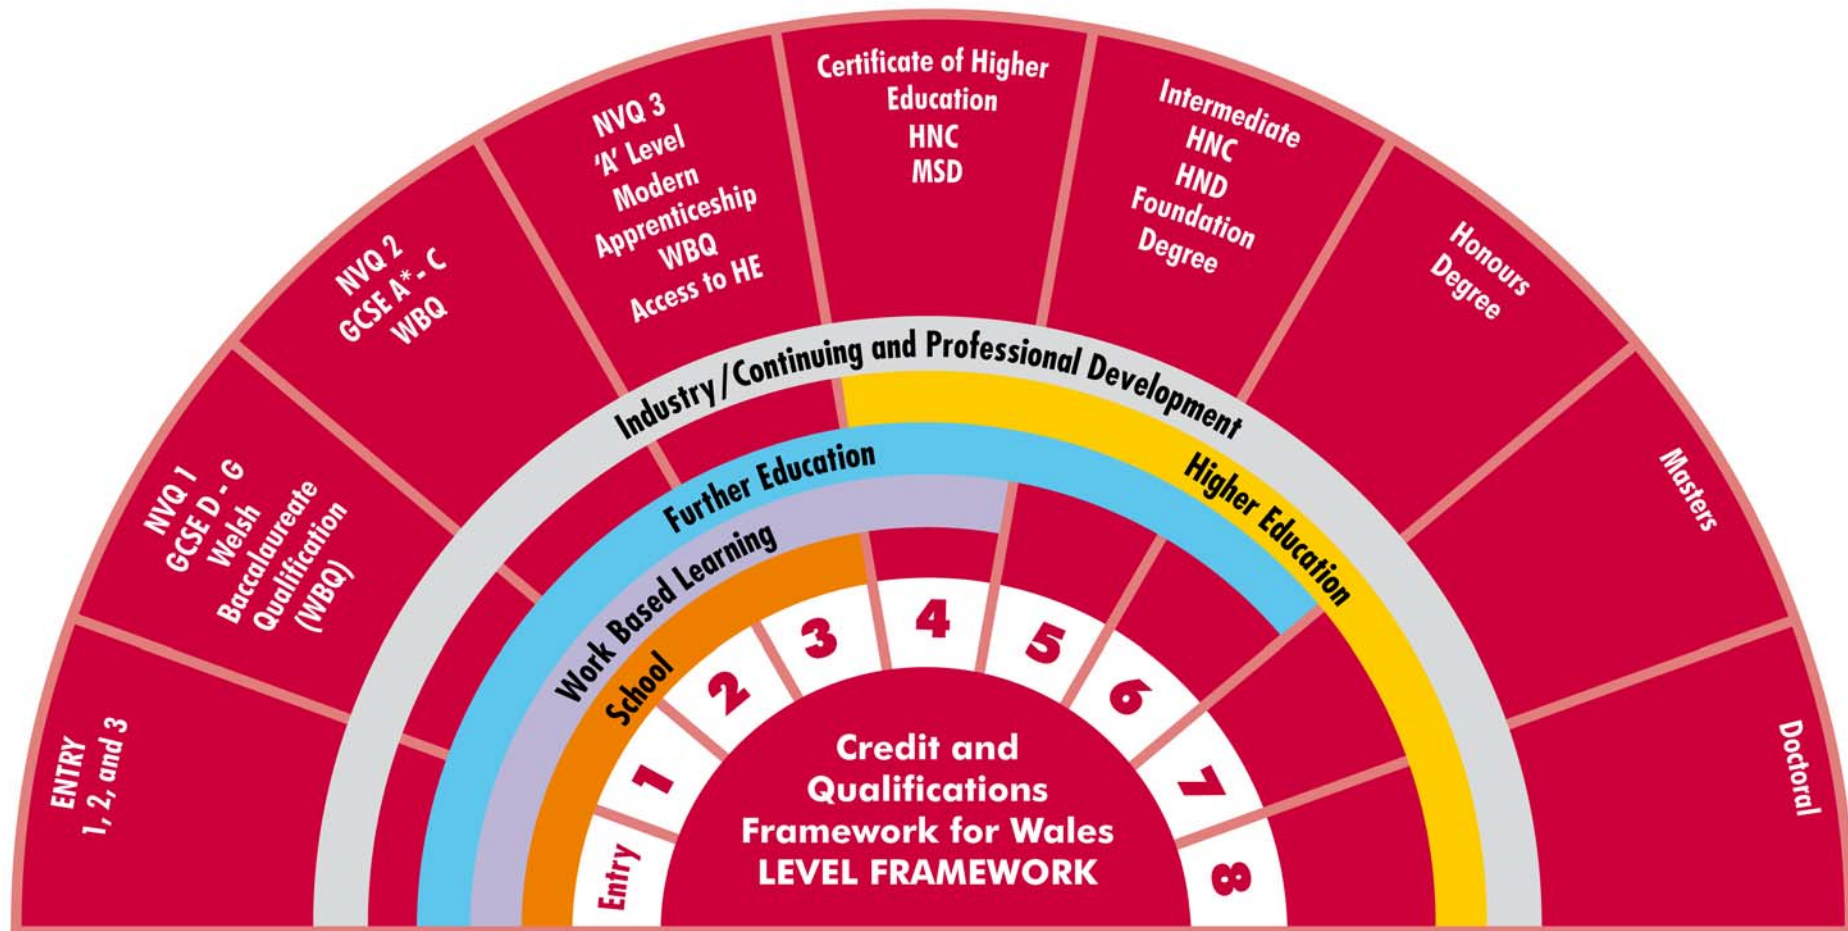 ENTRY
1, 2, and 3
NVQ 1
GCSE D - G
Welsh
Baccalaureate
Qualification
(WBQ)
NVQ 2
GCSE A* - C
WBQ
NVQ 3
‘A’ Level
Modern
Apprenticeship
WBQ
Access to HE
Certificate of Higher
Education
HNC
MSD
Intermediate
HNC
HND
Foundation
Degree
Honours
Degree
Masters
Doctoral
Industry/Continuing and Professional Development
Higher Education
Further Education
Work Based Learning
School
Entry
1
2
3
4
5
6
7
8
Credit and
Qualifications
Framework for Wales
LEVEL FRAMEWORK